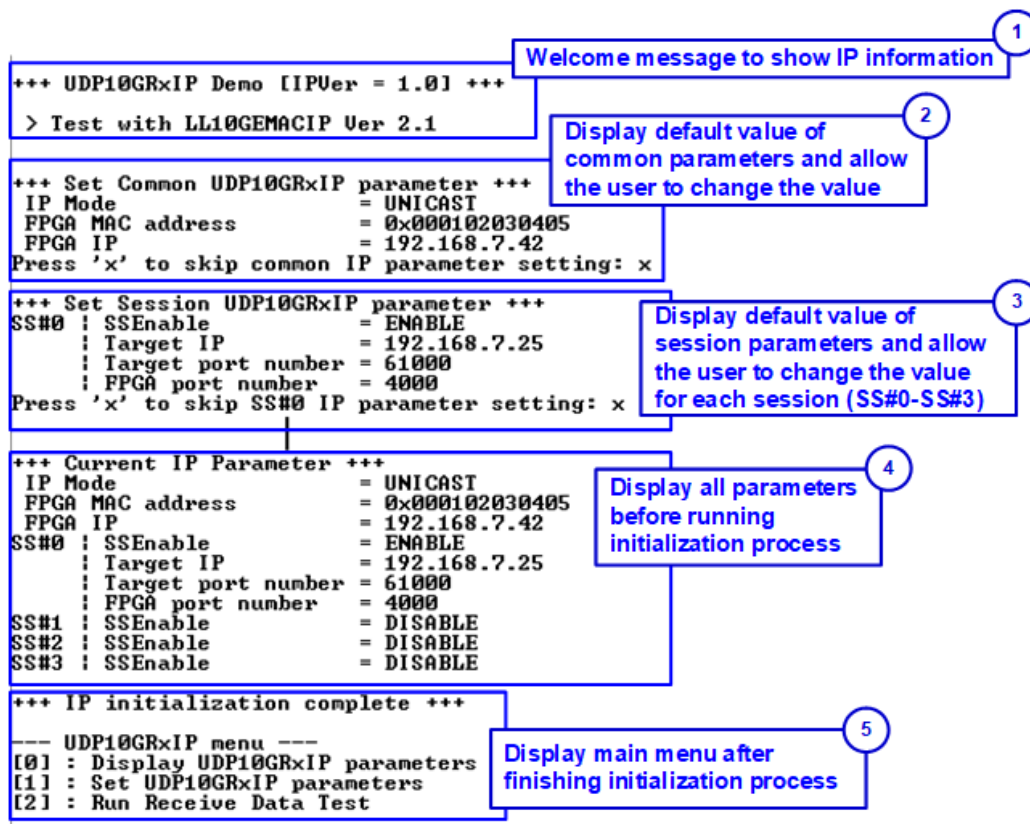 1
Welcome message to show IP information
+++ UDP10GRxIP Demo [IPVer = 1.0] +++
> Test with LL10GEMACIP Ver 2.1
2
Display default value of
common parameters and allow
the user to change the value
+++ Set Common UDP10GRxIP parameter +++
IP Mode = UNICAST
FPGA MAC address = 0x000102030405
FPGA IP = 192.168.7.42
Press 'x' to skip common IP parameter setting: x
3
Display default value of
session parameters and allow
the user to change the value
for each session (SS#0-SS#3)
+++ Set Session UDP10GRxIP parameter +++
SS#0 | SSEnable = ENABLE
| Target IP = 192.168.7.25
| Target port number = 61000
| FPGA port number = 4000
Press 'x' to skip SS#0 IP parameter setting: x
4
Display all parameters
before running
initialization process
+++ Current IP Parameter +++
IP Mode = UNICAST
FPGA MAC address = 0x000102030405
FPGA IP = 192.168.7.42
SS#0 | SSEnable = ENABLE
| Target IP = 192.168.7.25
| Target port number = 61000
| FPGA port number = 4000
SS#1 | SSEnable = DISABLE
SS#2 | SSEnable = DISABLE
SS#3 | SSEnable = DISABLE
+++ IP initialization complete +++
5
Display main menu after
finishing initialization process
--- UDP10GRxIP menu ---
[0] : Display UDP10GRxIP parameters
[1] : Set UDP10GRxIP parameters
[2] : Run Receive Data Test